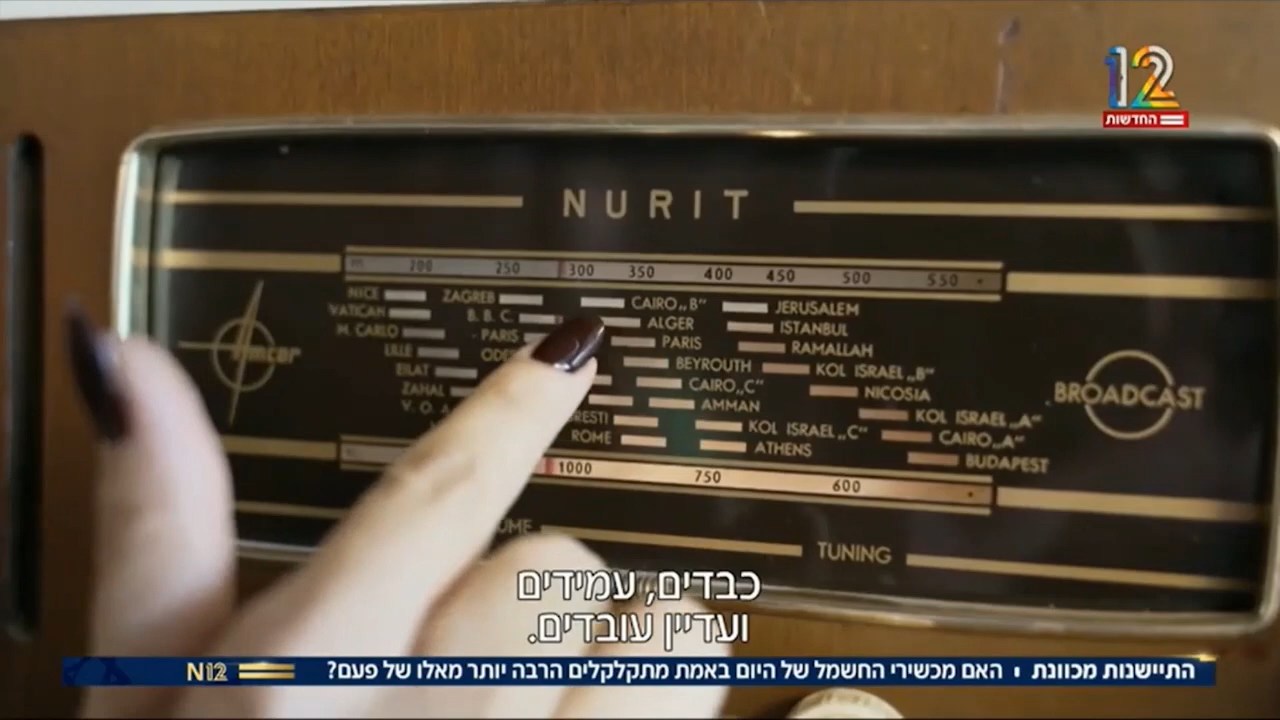 12
החדשות
NURIT
200 250 300 350 400 450 500 550
NICE ZAGREB CAIRO „B" JERUSALEM
VATICAN B. B. C. ALGER ISTANBUL
M. CARLO PARIS PARIS RAMALLAH
LILLE BEYROUTH KOL ISRAEL „B"
EILAT CAIRO „C" NICOSIA
ZAHAL AMMAN KOL ISRAEL „A"
KOL ISRAEL „C" CAIRO „A"
ROME ATHENS BUDAPEST
BROADCAST
1000 750 600
TUNING
כבדים, עמידים
ועדיין עובדים.
התיישנות מכוונת ו האם מכשירי החשמל של היום באמת מתקלקלים הרבה יותר מאלו של פעם? N12